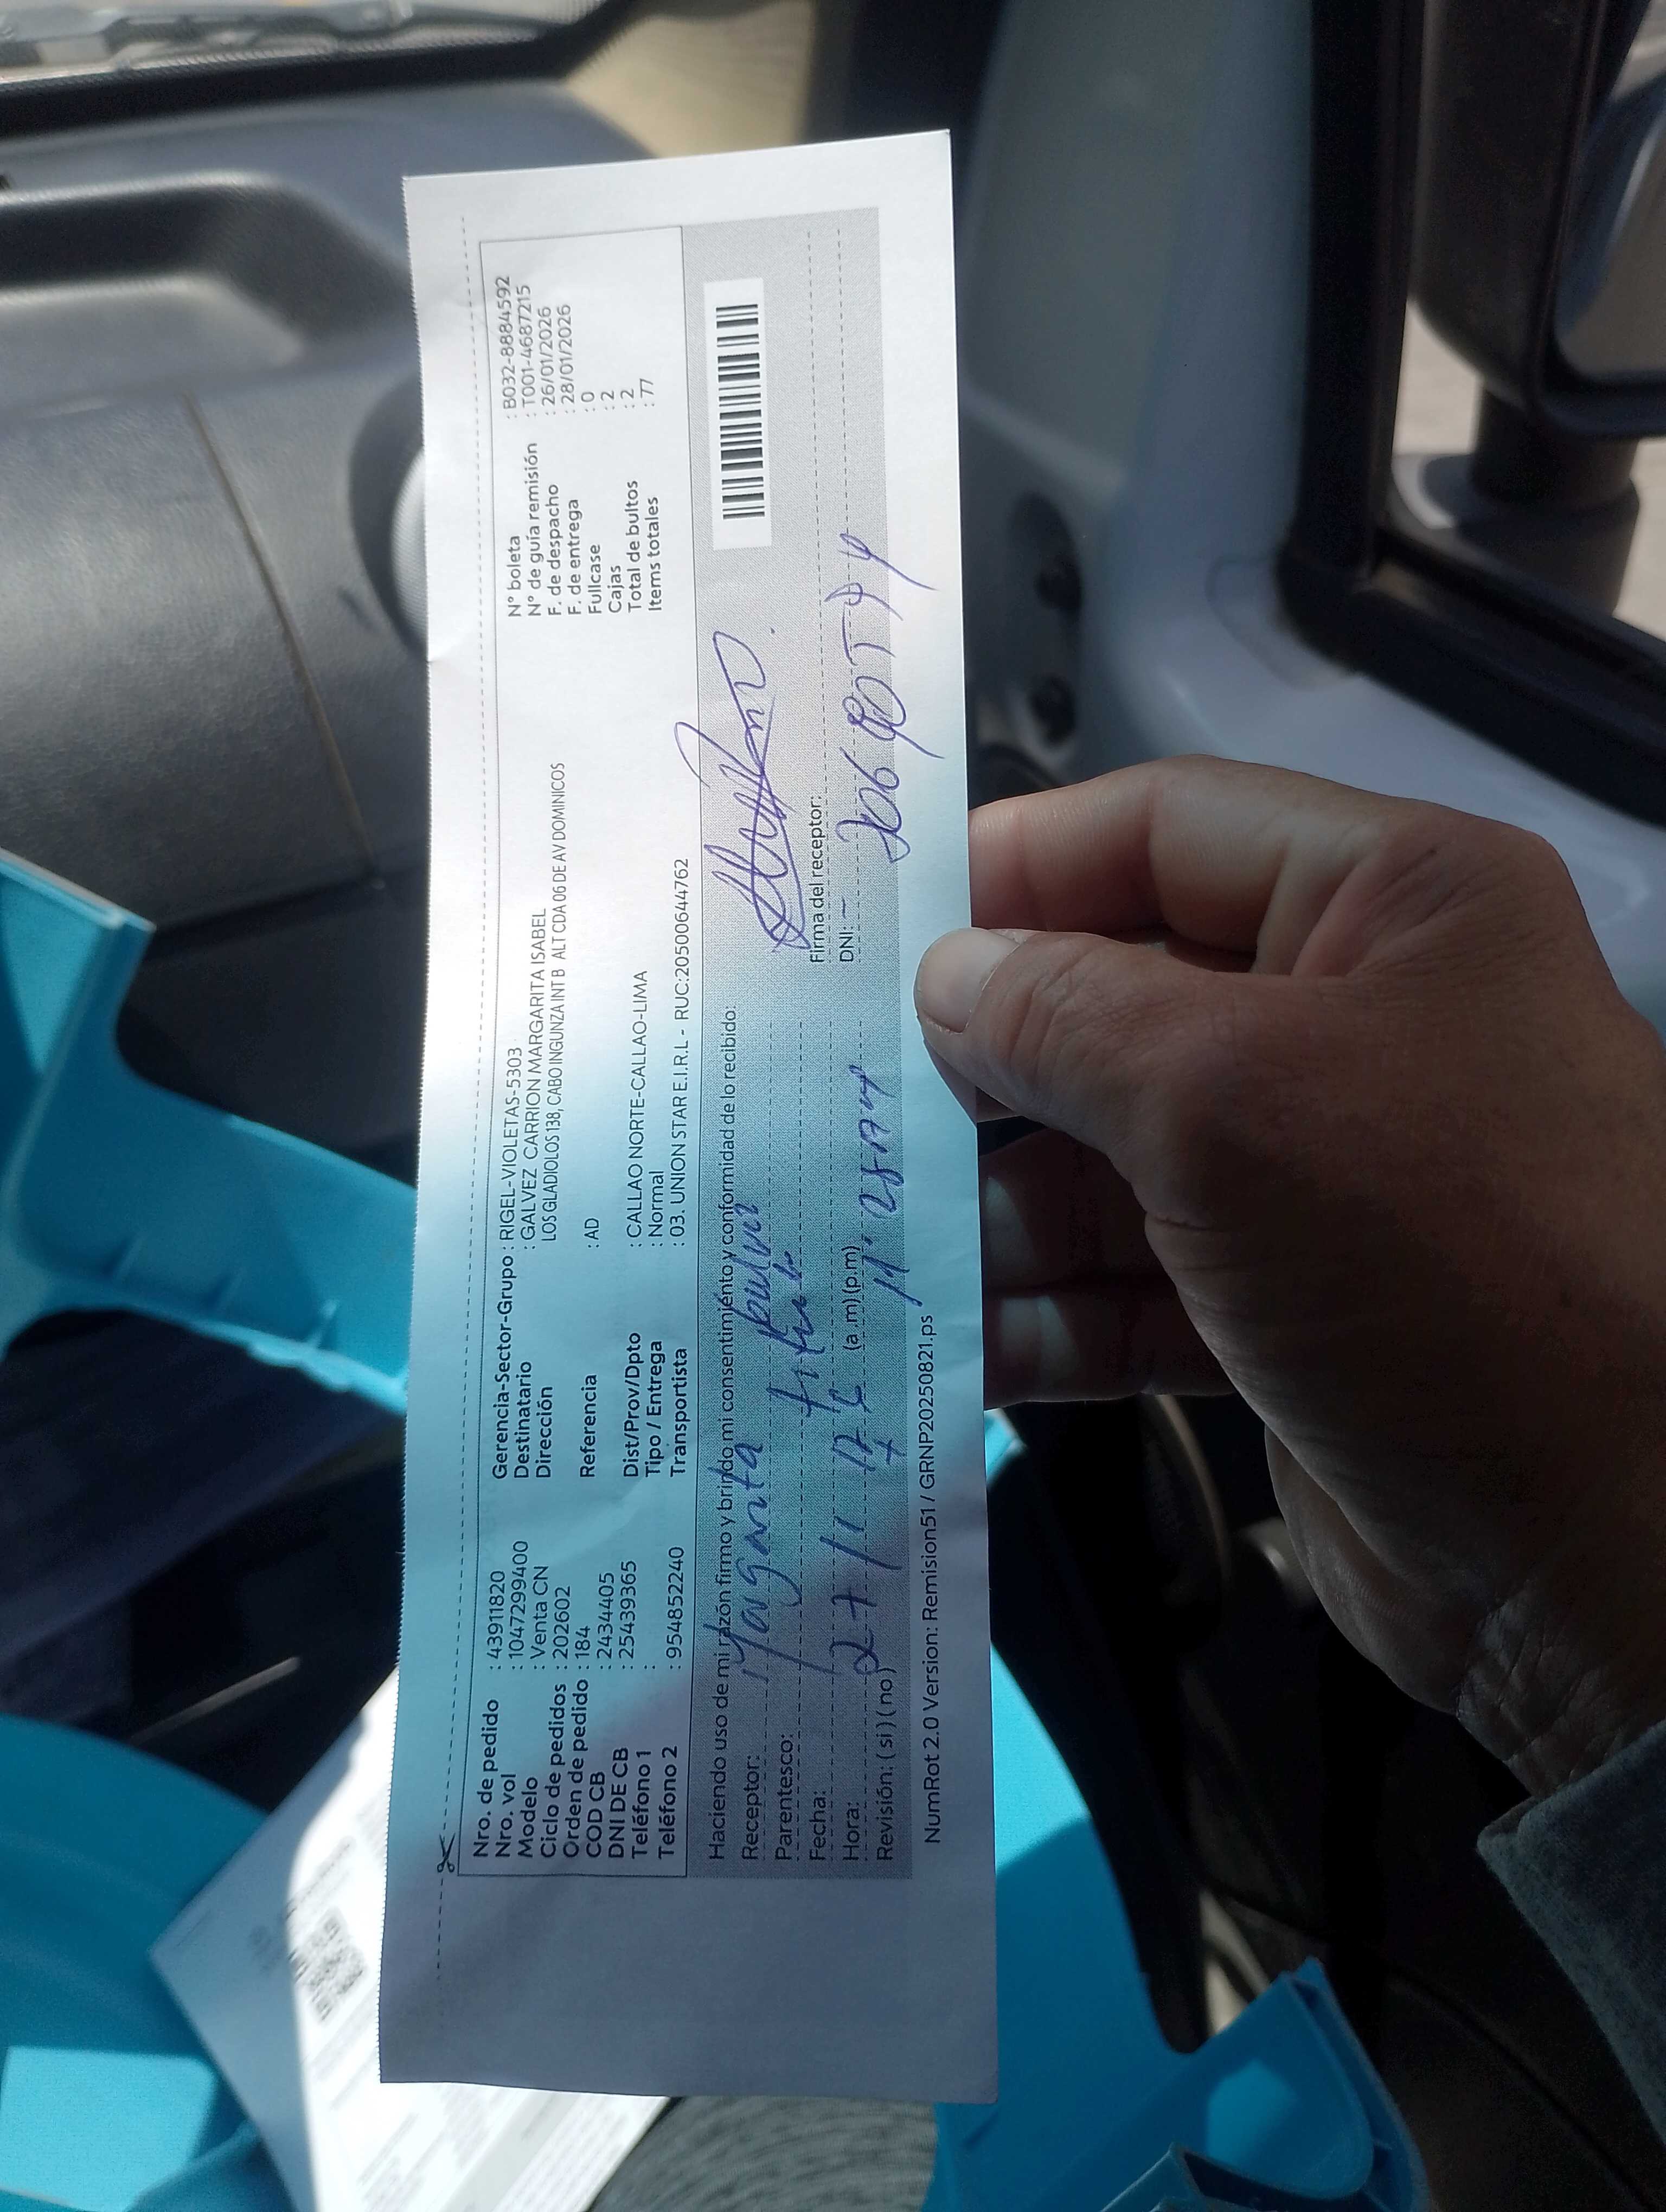 Nro. de pedido : 43911820
Nro. vol : 1047299400
Modelo : Venta CN
Ciclo de pedidos : 202602
Orden de pedido : 184
COD CB : 2434405
DNI DE CB : 25439365
Teléfono 1 :
Teléfono 2 : 954852240
Gerencia-Sector-Grupo : RIGEL-VIOLETAS-5303
Destinatario : GALVEZ CARRION MARGARITA ISABEL
Dirección LOS GLADIOLOS 138, CABO INGUNZA INT B ALT CDA 06 DE AV DOMINICOS
Referencia : AD
Dist/Prov/Dpto : CALLAO NORTE-CALLAO-LIMA
Tipo / Entrega : Normal
Transportista : 03. UNION STAR E.I.R.L - RUC:20500644762
N° boleta : B032-8884592
N° de guía remisión : T001-4687215
F. de despacho : 26/01/2026
F. de entrega : 28/01/2026
Fullcase : 0
Cajas : 2
Total de bultos : 2
Items totales : 77
Haciendo uso de mi razón firmo y brindo mi consentimiento y conformidad de lo recibido:
Receptor:
Parentesco:
Fecha:
Hora: (a.m) (p.m)
Revisión: ( si ) ( no )
Firma del receptor:
DNI:
NumRot 2.0 Version: Remision51 / GRNP20250821.ps